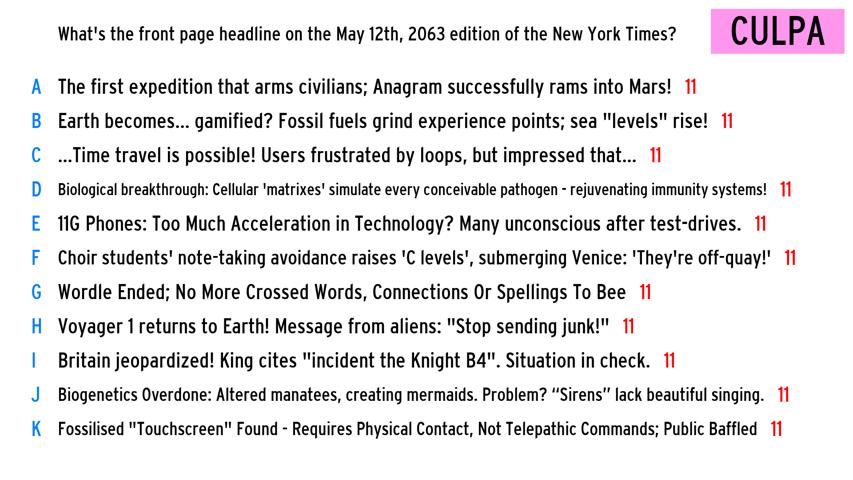 What's the front page headline on the May 12th, 2063 edition of the New York Times?
CULPA
A The first expedition that arms civilians; Anagram successfully rams into Mars! 11
B Earth becomes... gamified? Fossil fuels grind experience points; sea "levels" rise! 11
C ...Time travel is possible! Users frustrated by loops, but impressed that... 11
D Biological breakthrough: Cellular 'matrixes' simulate every conceivable pathogen - rejuvenating immunity systems! 11
E 11G Phones: Too Much Acceleration in Technology? Many unconscious after test-drives. 11
F Choir students' note-taking avoidance raises 'C levels', submerging Venice: 'They're off-quay!' 11
G Wordle Ended; No More Crossed Words, Connections Or Spellings To Bee 11
H Voyager 1 returns to Earth! Message from aliens: "Stop sending junk!" 11
I Britain jeopardized! King cites "incident the Knight B4". Situation in check. 11
J Biogenetics Overdone: Altered manatees, creating mermaids. Problem? “Sirens” lack beautiful singing. 11
K Fossilised "Touchscreen" Found - Requires Physical Contact, Not Telepathic Commands; Public Baffled 11